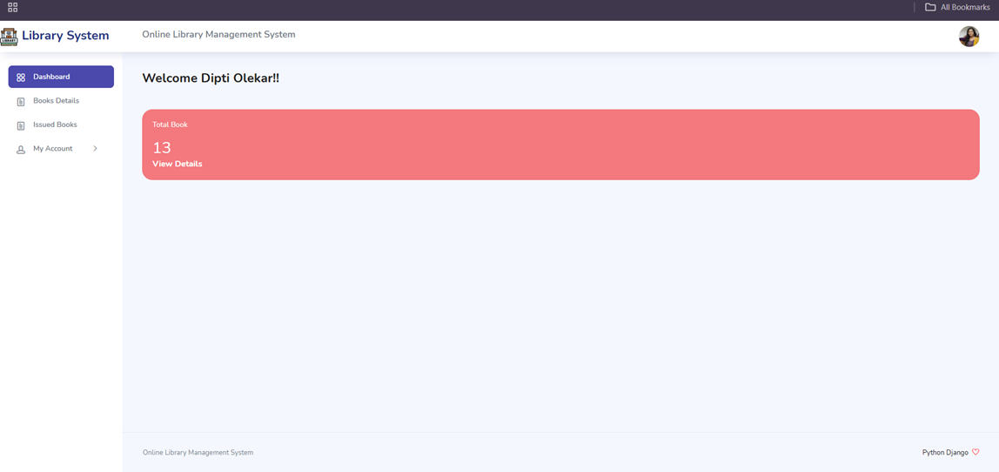 All Bookmarks
LIBRARY
Library System
Online Library Management System
Dashboard
Books Details
Issued Books
My Account
Welcome Dipti Olekar!!
Total Book
13
View Details
Online Library Management System
Python Django